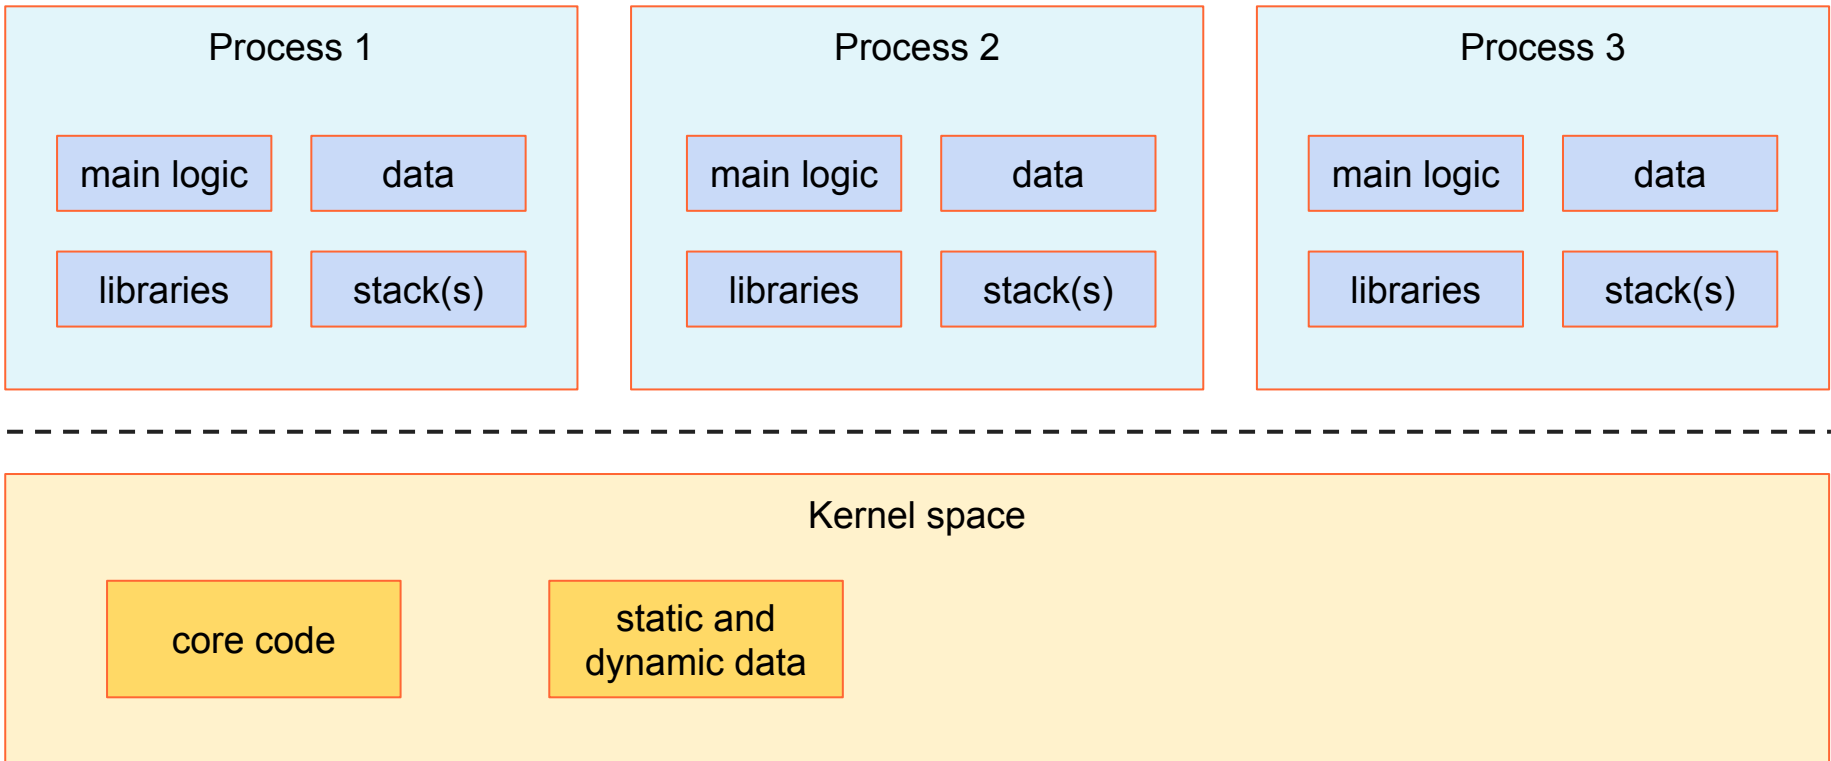 Process 1
Process 2
Process 3
main logic
data
main logic
data
main logic
data
libraries
stack(s)
libraries
stack(s)
libraries
stack(s)
Kernel space
core code
static and
dynamic data